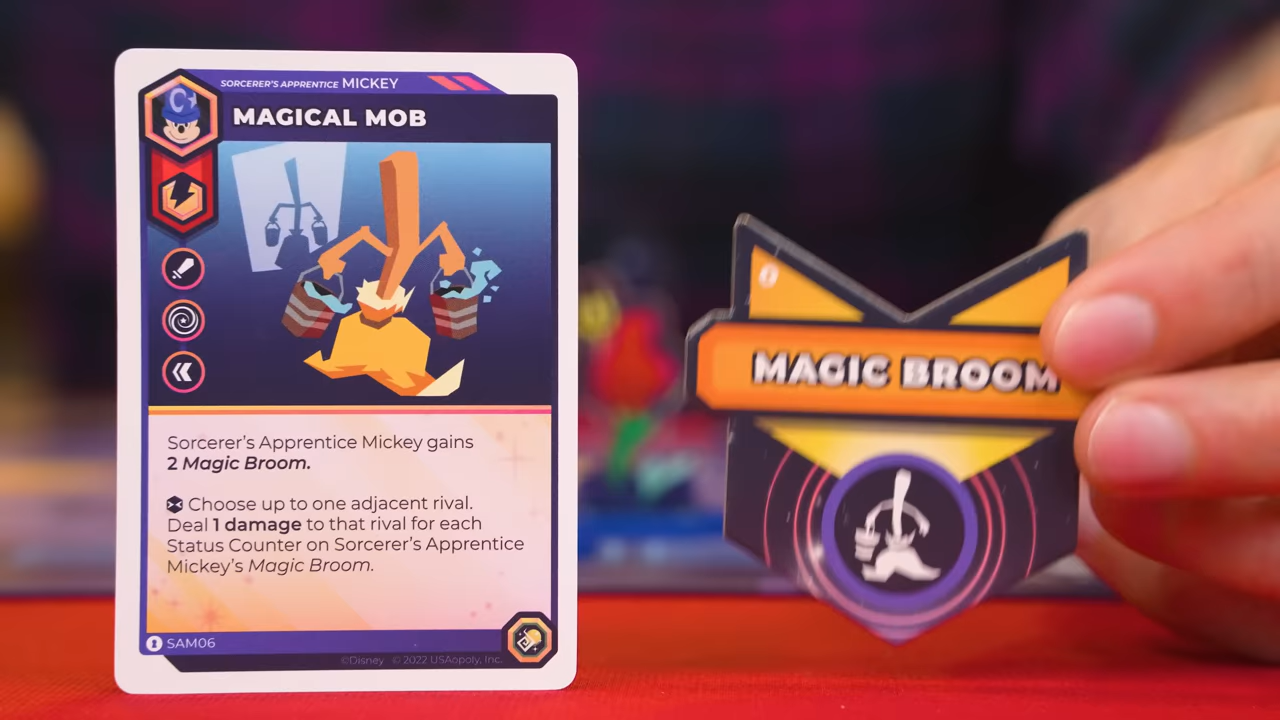 SORCERER'S APPRENTICE MICKEY
MAGICAL MOB
Sorcerer's Apprentice Mickey gains
2 Magic Broom.
Choose up to one adjacent rival.
Deal 1 damage to that rival for each
Status Counter on Sorcerer's Apprentice
Mickey's Magic Broom.
SAM06
©Disney © 2022 USAopoly, Inc.
MAGIC BROOM